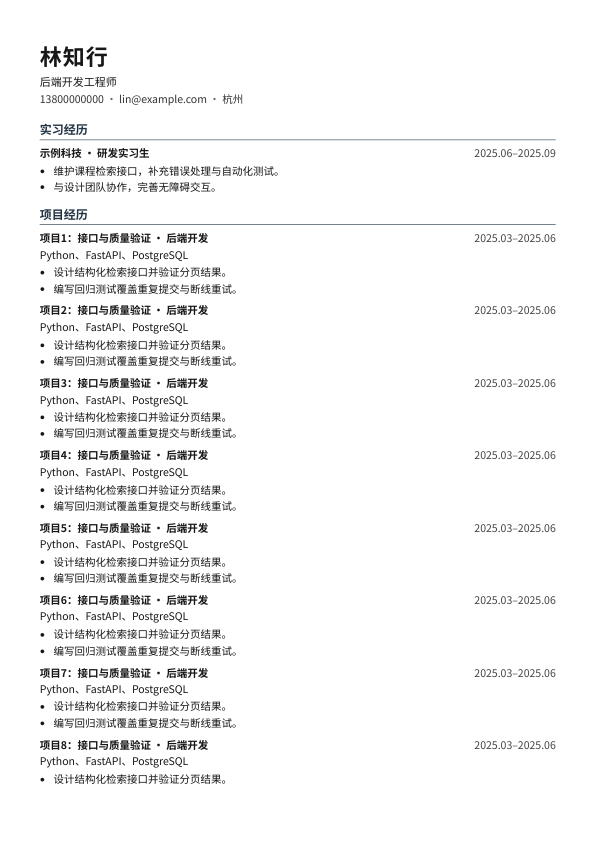 林知行
后端开发工程师
13800000000 · lin@example.com · 杭州
实习经历
示例科技 · 研发实习生 2025.06–2025.09
• 维护课程检索接口，补充错误处理与自动化测试。
• 与设计团队协作，完善无障碍交互。
项目经历
项目1：接口与质量验证 · 后端开发 2025.03–2025.06
Python、FastAPI、PostgreSQL
• 设计结构化检索接口并验证分页结果。
• 编写回归测试覆盖重复提交与断线重试。
项目2：接口与质量验证 · 后端开发 2025.03–2025.06
Python、FastAPI、PostgreSQL
• 设计结构化检索接口并验证分页结果。
• 编写回归测试覆盖重复提交与断线重试。
项目3：接口与质量验证 · 后端开发 2025.03–2025.06
Python、FastAPI、PostgreSQL
• 设计结构化检索接口并验证分页结果。
• 编写回归测试覆盖重复提交与断线重试。
项目4：接口与质量验证 · 后端开发 2025.03–2025.06
Python、FastAPI、PostgreSQL
• 设计结构化检索接口并验证分页结果。
• 编写回归测试覆盖重复提交与断线重试。
项目5：接口与质量验证 · 后端开发 2025.03–2025.06
Python、FastAPI、PostgreSQL
• 设计结构化检索接口并验证分页结果。
• 编写回归测试覆盖重复提交与断线重试。
项目6：接口与质量验证 · 后端开发 2025.03–2025.06
Python、FastAPI、PostgreSQL
• 设计结构化检索接口并验证分页结果。
• 编写回归测试覆盖重复提交与断线重试。
项目7：接口与质量验证 · 后端开发 2025.03–2025.06
Python、FastAPI、PostgreSQL
• 设计结构化检索接口并验证分页结果。
• 编写回归测试覆盖重复提交与断线重试。
项目8：接口与质量验证 · 后端开发 2025.03–2025.06
Python、FastAPI、PostgreSQL
• 设计结构化检索接口并验证分页结果。